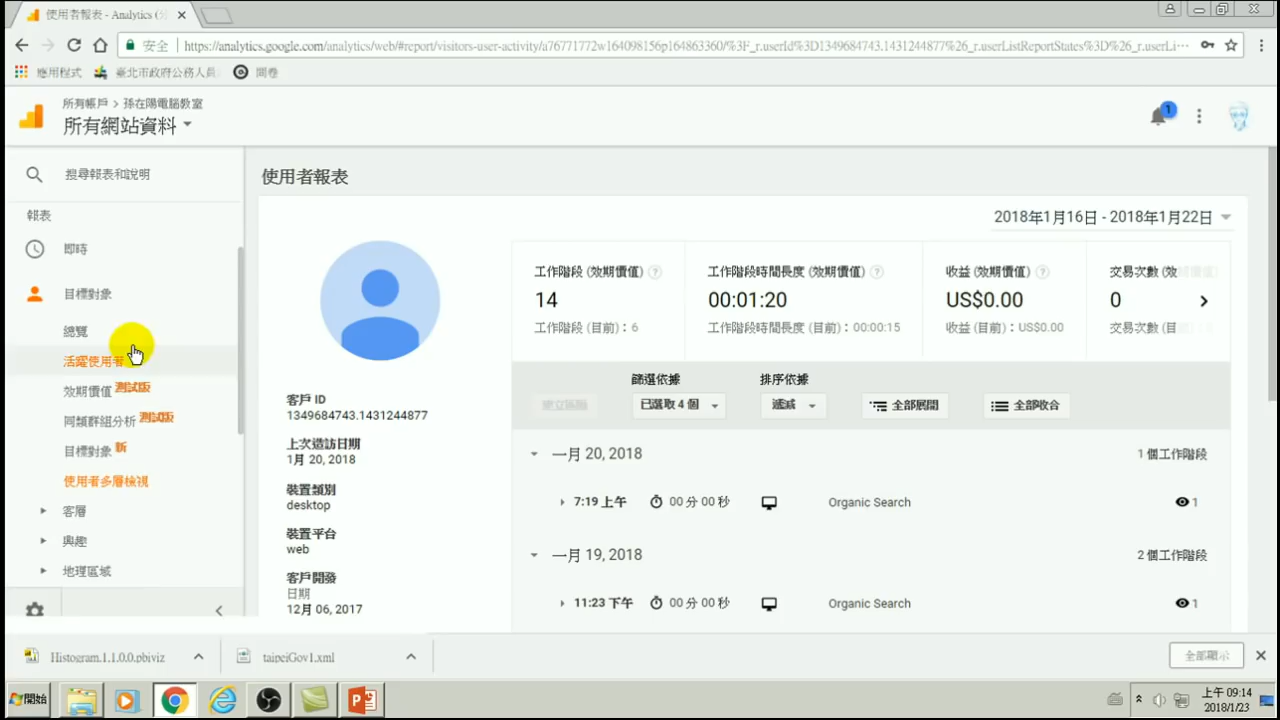 使用者報表 - Analytics (分
安全 https://analytics.google.com/analytics/web/#report/visitors-user-activity/a76771772w164098156p164863360/%3F_r.userId%3D1349684743.1431244877%26_r.userListReportStates%3D%26_r.userLi...
應用程式 臺北市政府公務人員 問卷
所有帳戶 > 孫在陽電腦教室
所有網站資料
1
搜尋報表和說明
報表
即時
目標對象
總覽
活躍使用者
效期價值 測試版
同類群組分析 測試版
目標對象 新
使用者多層檢視
客層
興趣
地理區域
使用者報表
2018年1月16日 - 2018年1月22日
工作階段 (效期價值)
14
工作階段 (目前)：6
工作階段時間長度 (效期價值)
00:01:20
工作階段時間長度 (目前)：00:00:15
收益 (效期價值)
US$0.00
收益 (目前)：US$0.00
交易次數 (效期價值)
0
交易次數 (目
客戶 ID
1349684743.1431244877
上次造訪日期
1月 20, 2018
裝置類別
desktop
裝置平台
web
客戶開發
日期
12月 06, 2017
建立區隔
篩選依據
已選取 4 個
排序依據
遞減
全部展開
全部收合
一月 20, 2018 1 個工作階段
7:19 上午 00 分 00 秒 Organic Search 1
一月 19, 2018 2 個工作階段
11:23 下午 00 分 00 秒 Organic Search 1
Histogram.1.1.0.0.pbiviz
taipeiGov1.xml
全部顯示
開始
上午 09:14
2018/1/23